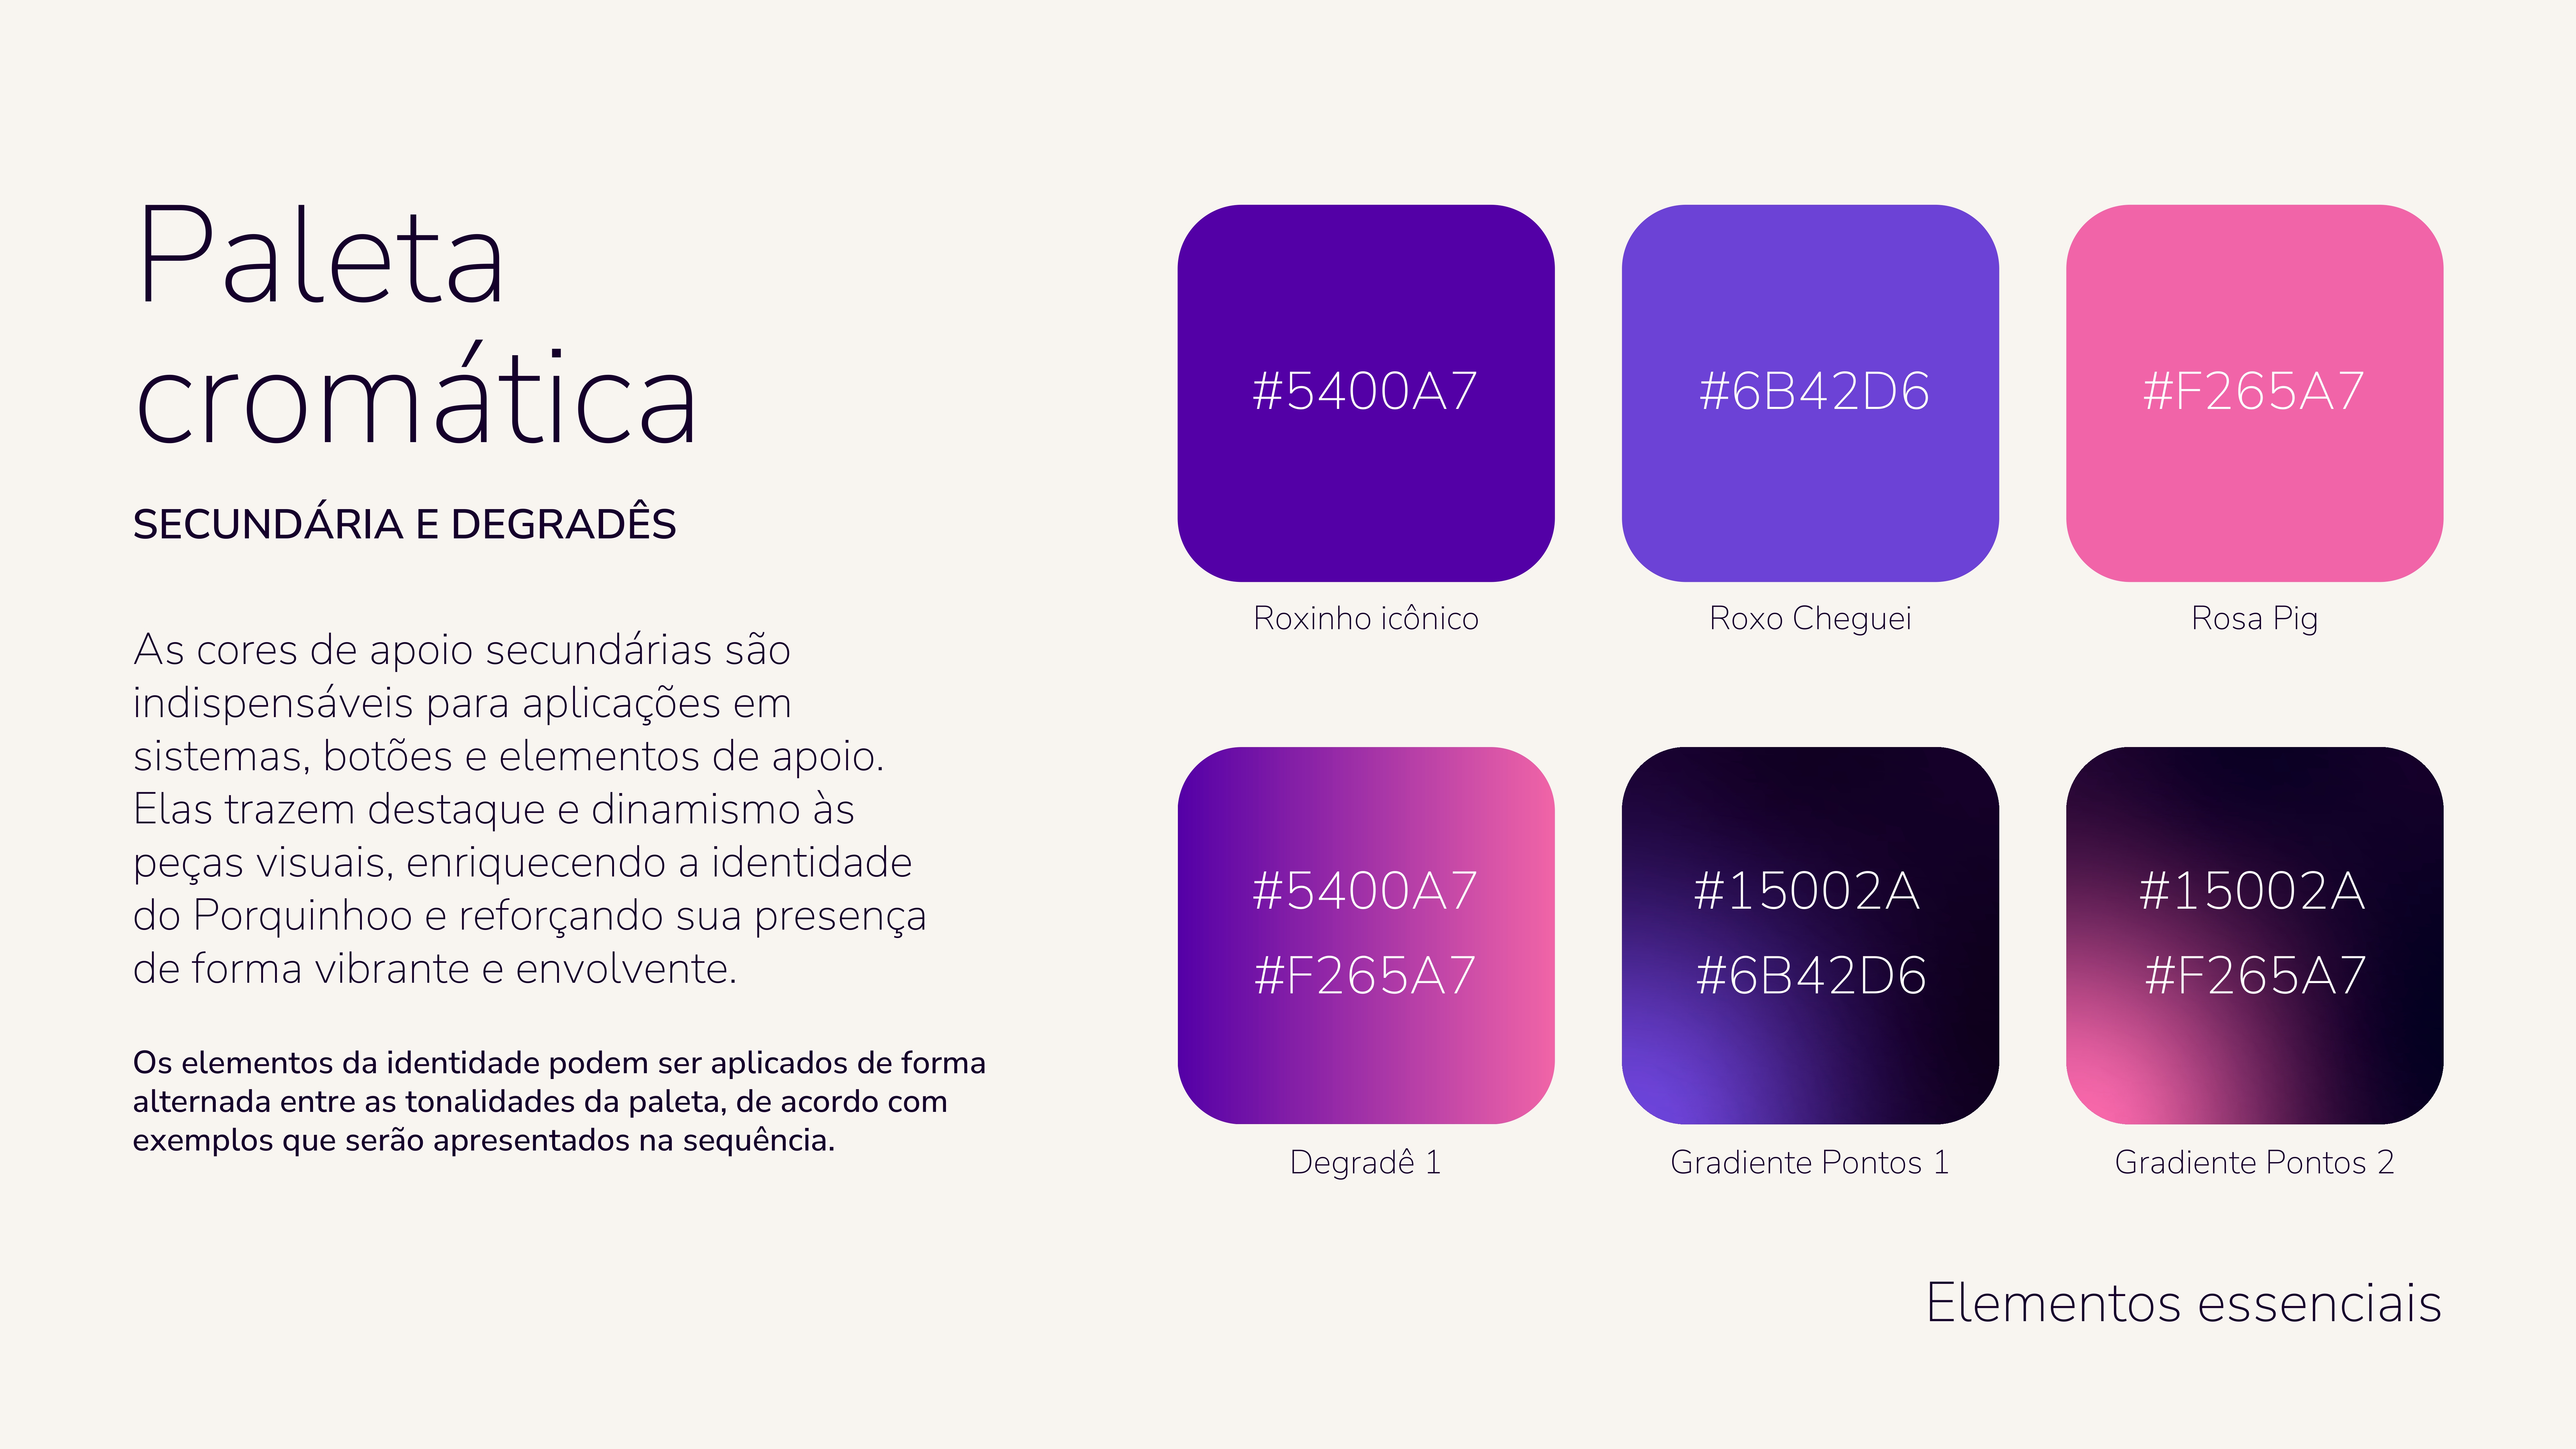 Paleta
cromática
SECUNDÁRIA E DEGRADÊS
As cores de apoio secundárias são
indispensáveis para aplicações em
sistemas, botões e elementos de apoio.
Elas trazem destaque e dinamismo às
peças visuais, enriquecendo a identidade
do Porquinhoo e reforçando sua presença
de forma vibrante e envolvente.
Os elementos da identidade podem ser aplicados de forma
alternada entre as tonalidades da paleta, de acordo com
exemplos que serão apresentados na sequência.
#5400A7
Roxinho icônico
#6B42D6
Roxo Cheguei
#F265A7
Rosa Pig
#5400A7
#F265A7
Degradê 1
#15002A
#6B42D6
Gradiente Pontos 1
#15002A
#F265A7
Gradiente Pontos 2
Elementos essenciais